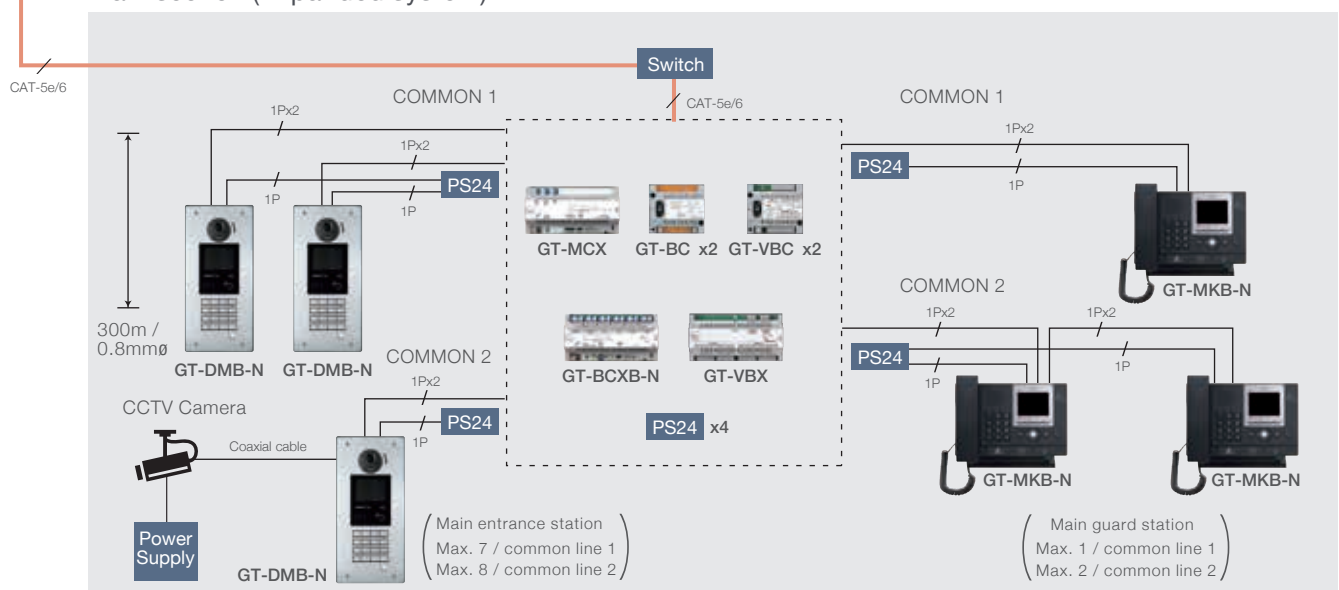 Switch
CAT-5e/6
CAT-5e/6
COMMON 1
COMMON 1
1Px2
1Px2
1Px2
PS24
1P
1P
PS24
1P
GT-MCX
GT-BC x2
GT-VBC x2
GT-MKB-N
COMMON 2
300m /
0.8mmø
GT-DMB-N
GT-DMB-N
COMMON 2
1Px2
1Px2
1Px2
PS24
1P
1P
GT-BCXB-N
GT-VBX
CCTV Camera
PS24
1P
PS24 x4
Coaxial cable
GT-MKB-N
GT-MKB-N
Power
Supply
GT-DMB-N
Main entrance station
Max. 7 / common line 1
Max. 8 / common line 2
Main guard station
Max. 1 / common line 1
Max. 2 / common line 2